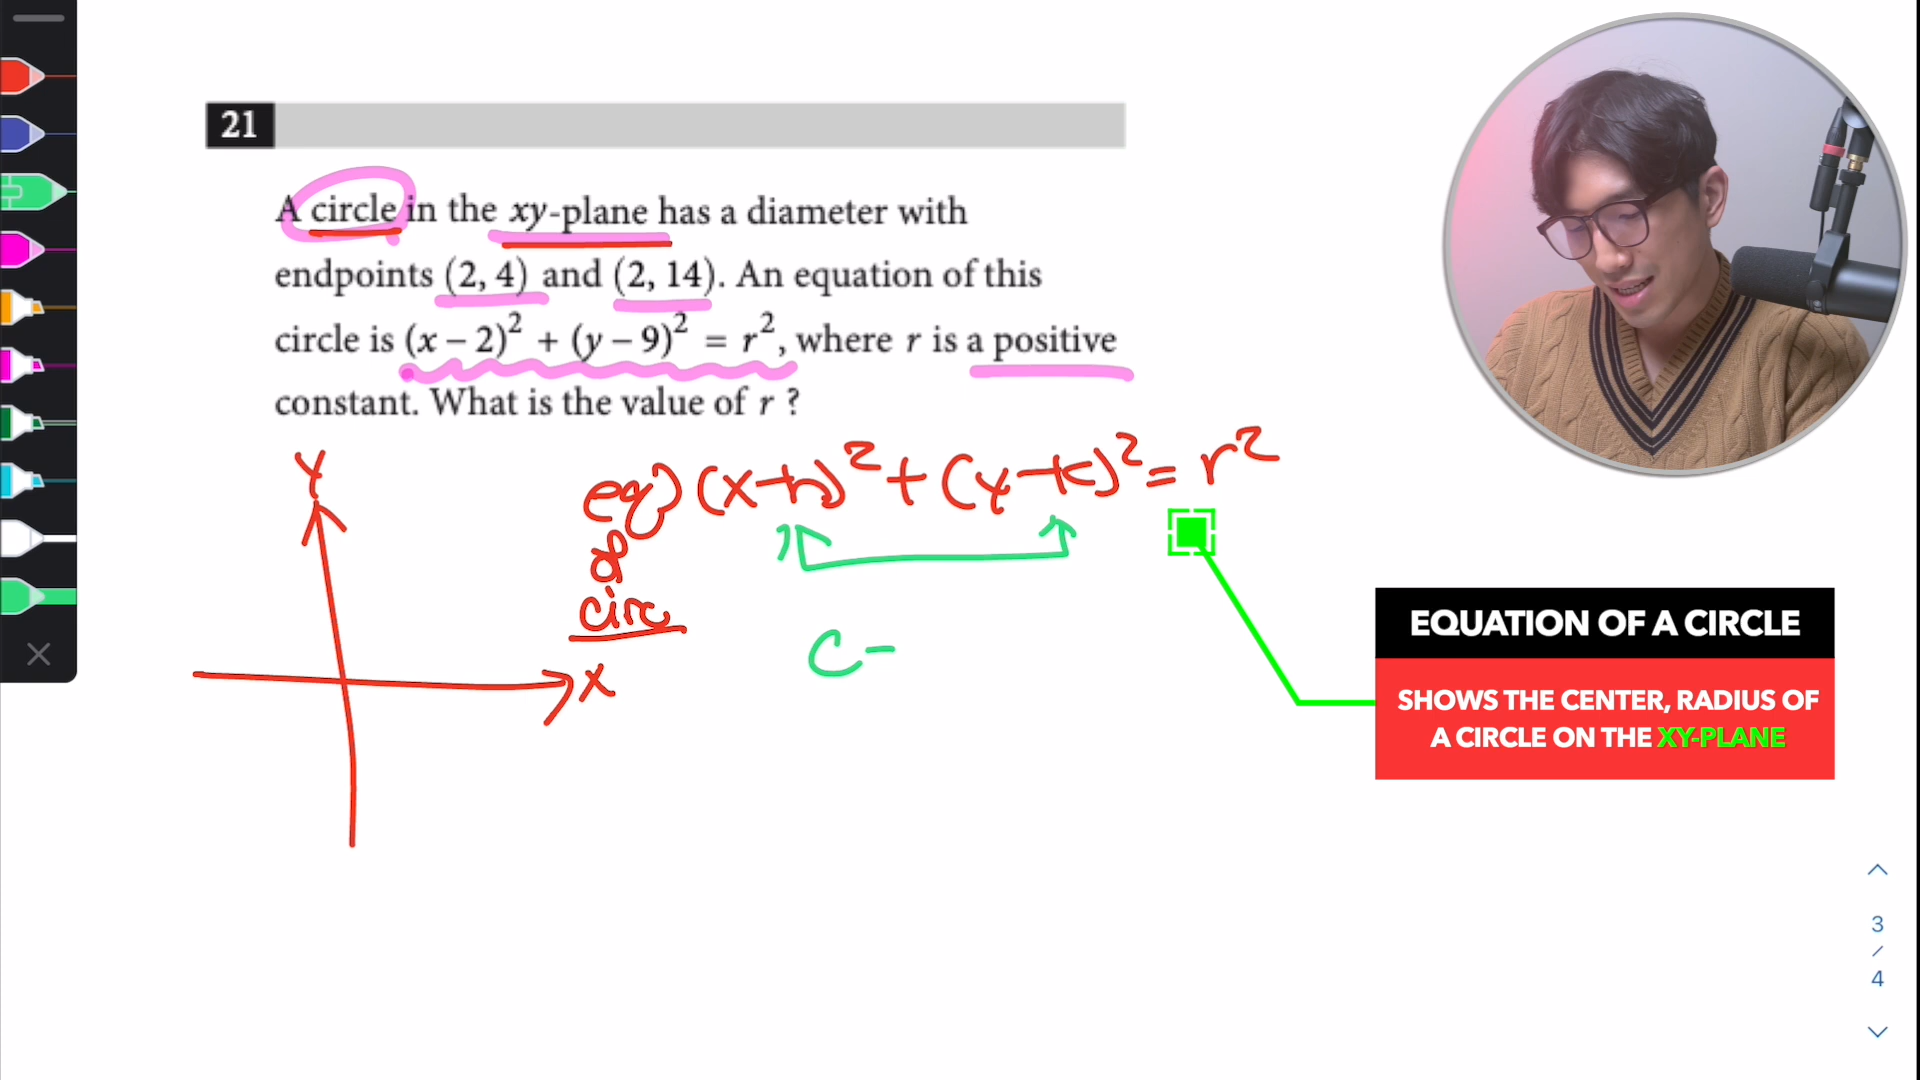 21
A circle in the xy-plane has a diameter with
endpoints (2, 4) and (2, 14). An equation of this
circle is (x – 2)² + (y – 9)² = r², where r is a positive
constant. What is the value of r ?
Y
eq) (x-h)² + (y-k)² = r²
of
circ
x
C-
EQUATION OF A CIRCLE
SHOWS THE CENTER, RADIUS OF
A CIRCLE ON THE XY-PLANE
3
/
4